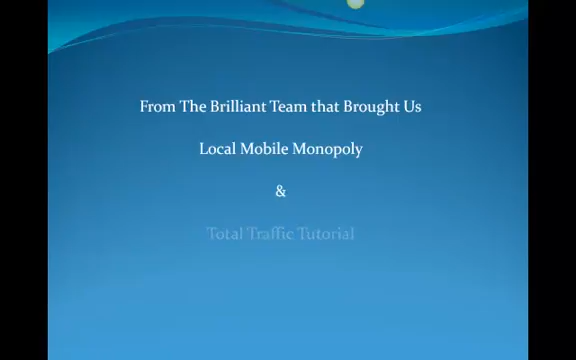 From The Brilliant Team that Brought Us
Local Mobile Monopoly
&
Total Traffic Tutorial